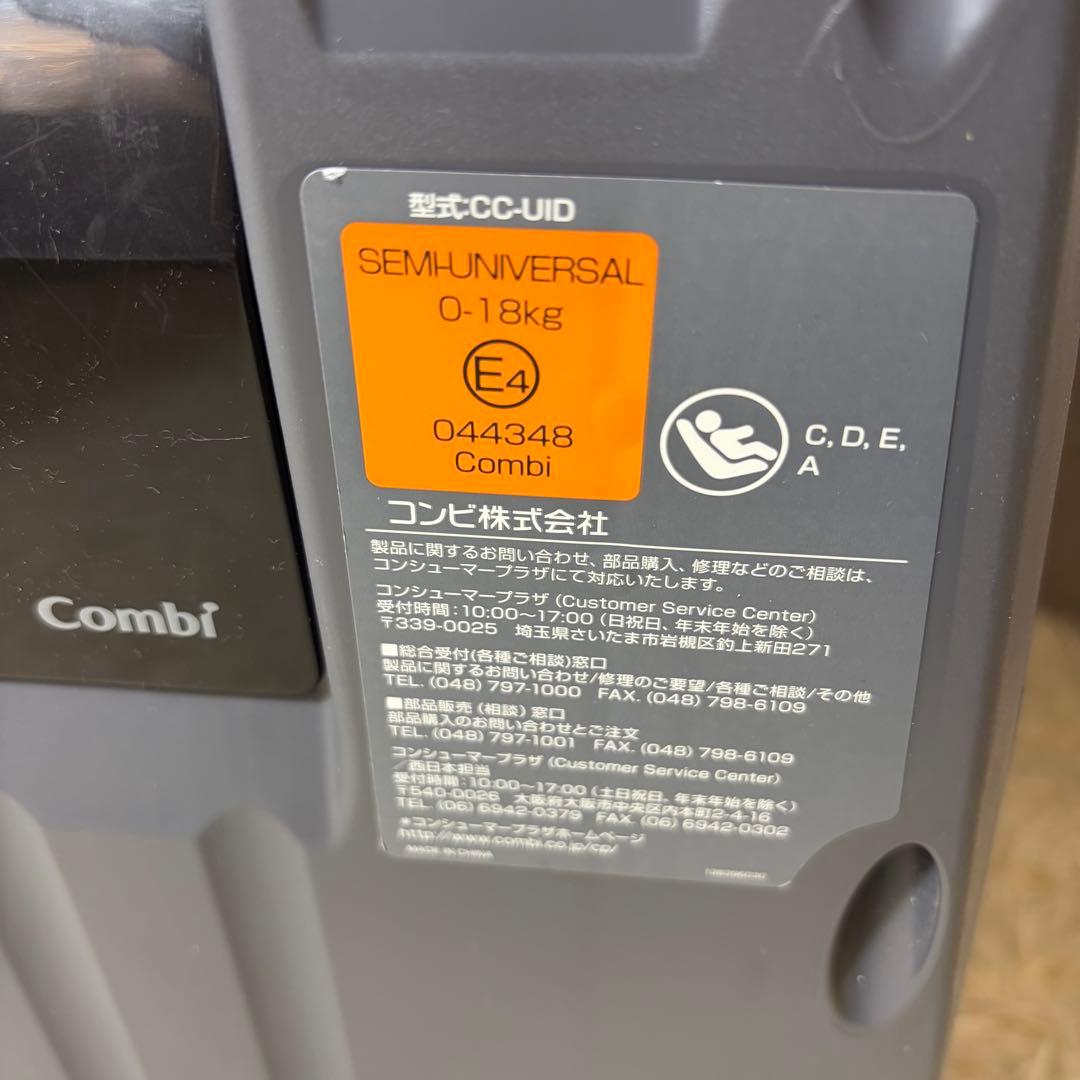 型式:CC-UID
SEMI-UNIVERSAL
0-18kg
E4
044348
Combi
C, D, E,
A
コンビ株式会社
製品に関するお問い合わせ、部品購入、修理などのご相談は、
コンシューマープラザにて対応いたします。
コンシューマープラザ (Customer Service Center)
受付時間:10:00~17:00 (日祝日、年末年始を除く)
〒339-0025 埼玉県さいたま市岩槻区釣上新田271
■総合受付(各種ご相談)窓口
製品に関するお問い合わせ/修理のご要望/各種ご相談/その他
TEL. (048) 797-1000 FAX. (048) 798-6109
■部品販売 (相談) 窓口
部品購入のお問い合わせとご注文
TEL. (048) 797-1001 FAX. (048) 798-6109
コンシューマープラザ (Customer Service Center)
/西日本担当
受付時間:10:00~17:00 (土日祝日、年末年始を除く)
〒540-0026 大阪府大阪市中央区内本町2-4-16
TEL. (06) 6942-0379 FAX. (06) 6942-0302
*コンシューマープラザホームページ
http://www.combi.co.jp/cp/
MADE IN CHINA
Combi